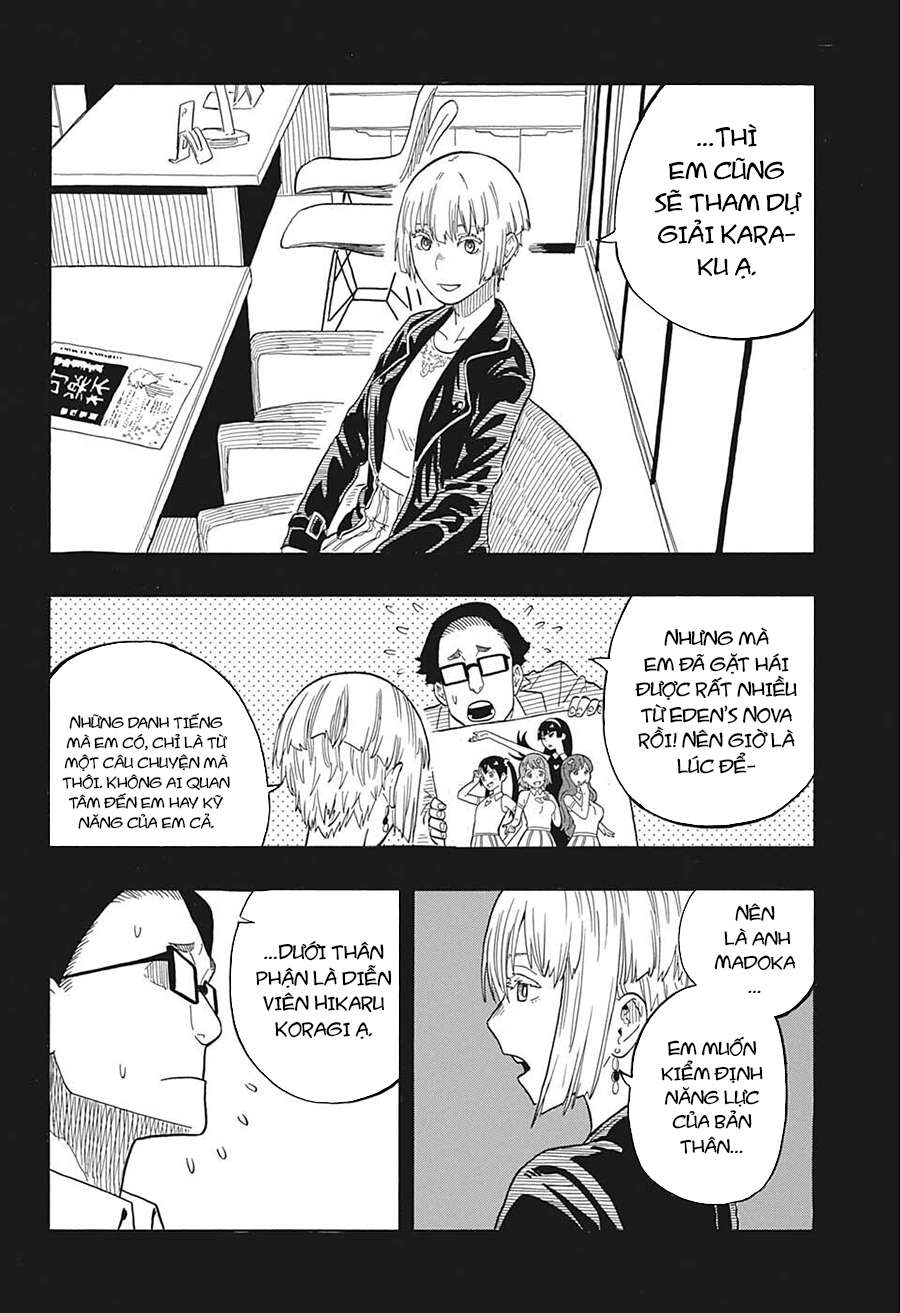 ...THÌ
EM CŨNG
SẼ THAM DỰ
GIẢI KARA-
KU Ạ.
NHƯNG MÀ
EM ĐÃ GẶT HÁI
ĐƯỢC RẤT NHIỀU
TỪ EDEN'S NOVA
RỒI! NÊN GIỜ LÀ
LÚC ĐỂ-
NHỮNG DANH TIẾNG
MÀ EM CÓ, CHỈ LÀ TỪ
MỘT CÂU CHUYỆN MÀ
THÔI. KHÔNG AI QUAN
TÂM ĐẾN EM HAY KỸ
NĂNG CỦA EM CẢ.
NÊN
LÀ ANH
MADOKA
...
EM MUỐN
KIỂM ĐỊNH
NĂNG LỰC
CỦA BẢN
THÂN...
...DƯỚI THÂN
PHẬN LÀ DIỄN
VIÊN HIKARU
KORAGI Ạ.